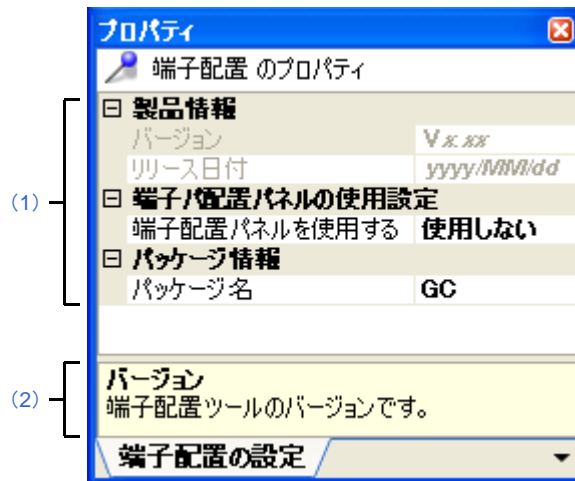 プロパティ
端子配置 のプロパティ
製品情報
バージョン Vx.xx
リリース日付 yyyy/MM/dd
端子パ配置パネルの使用設定
端子配置パネルを使用する 使用しない
パッケージ情報
パッケージ名 GC
(1)
バージョン
端子配置ツールのバージョンです。
(2)
端子配置の設定